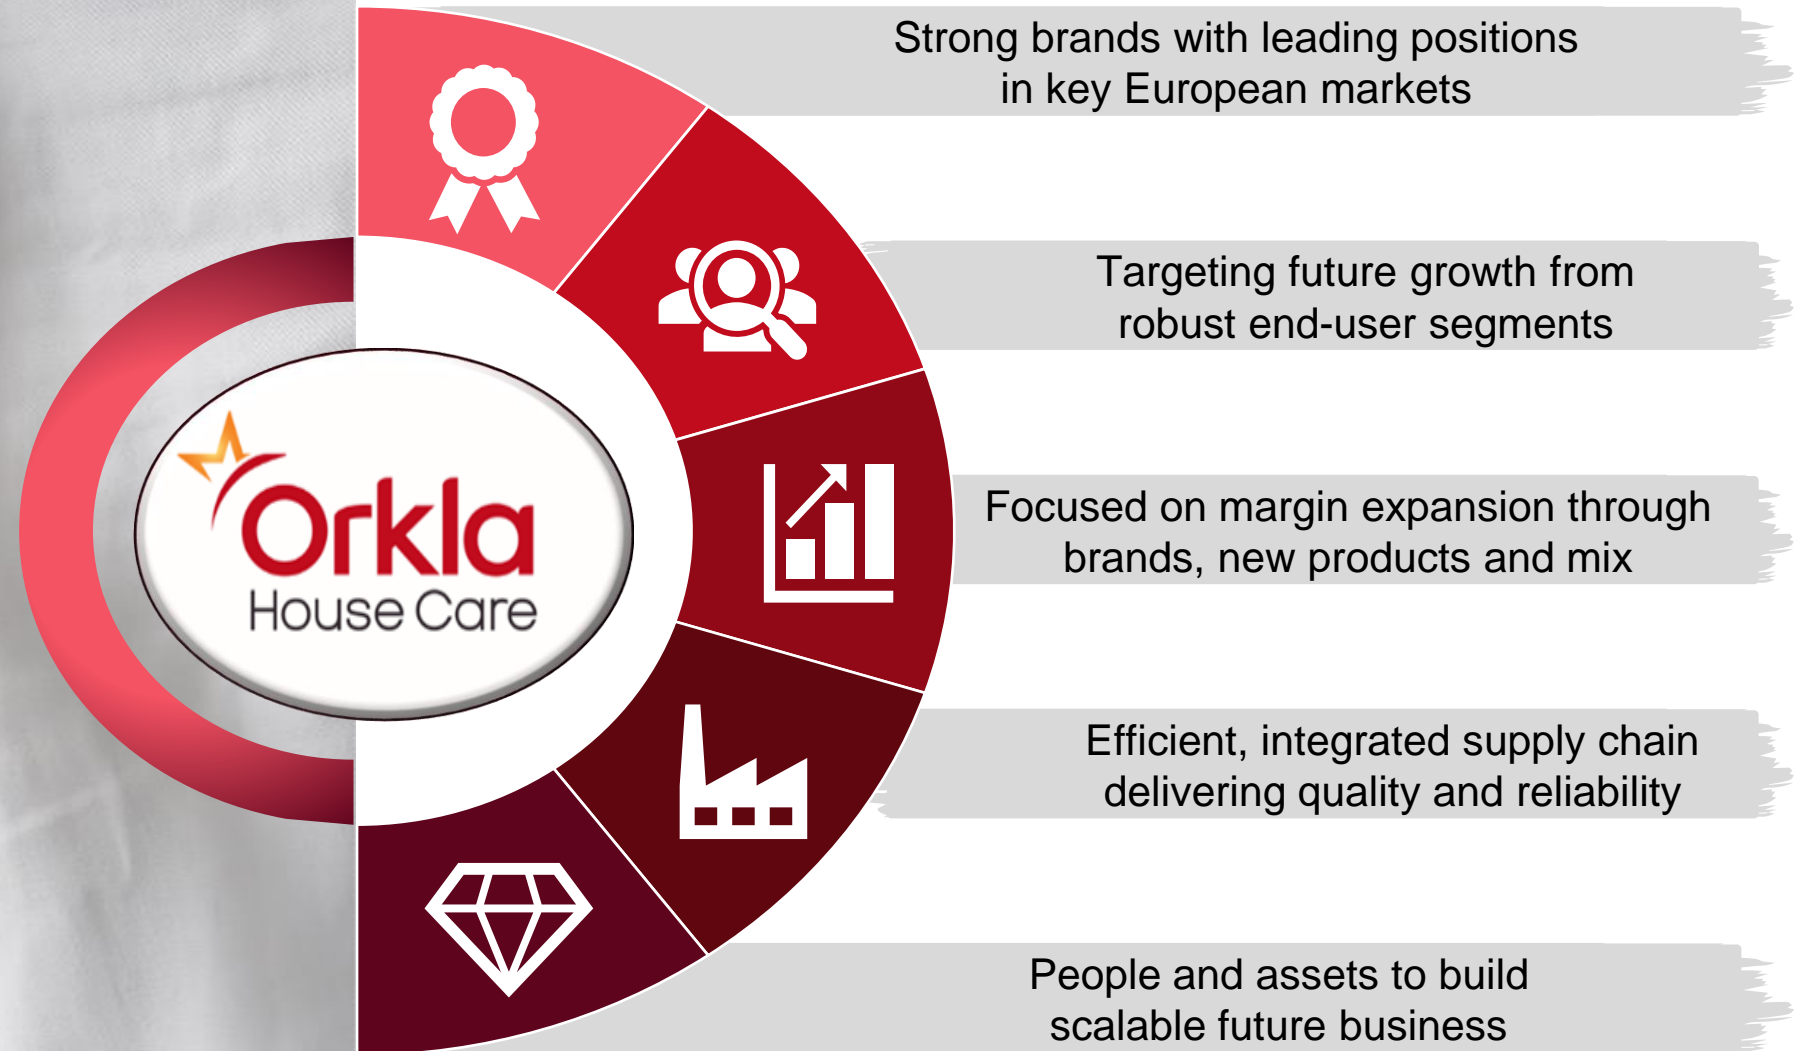 Strong brands with leading positions
in key European markets
Targeting future growth from
robust end-user segments
Orkla
House Care
Focused on margin expansion through
brands, new products and mix
Efficient, integrated supply chain
delivering quality and reliability
People and assets to build
scalable future business